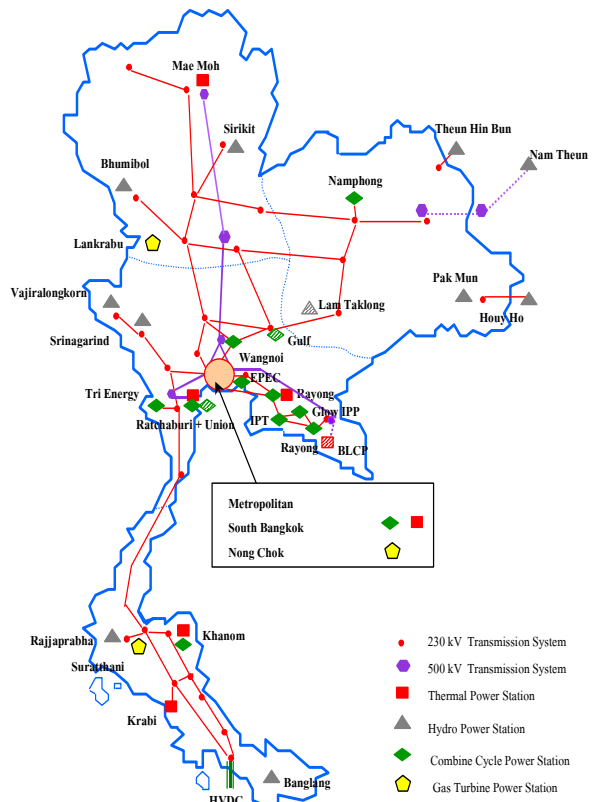 Mae Moh
Sirikit
Theun Hin Bun
Nam Theun
Bhumibol
Namphong
Lankrabu
Vajiralongkorn
Lam Taklong
Pak Mun
Houy Ho
Srinagarind
Gulf
Wangnoi
EPEC
Tri Energy
Rayong
Glow IPP
IPT
Ratchaburi + Union
Rayong
BLCP
Metropolitan
South Bangkok
Nong Chok
Rajjaprabha
Khanom
Suratthani
Krabi
Banglang
HVDC
230 kV Transmission System
500 kV Transmission System
Thermal Power Station
Hydro Power Station
Combine Cycle Power Station
Gas Turbine Power Station